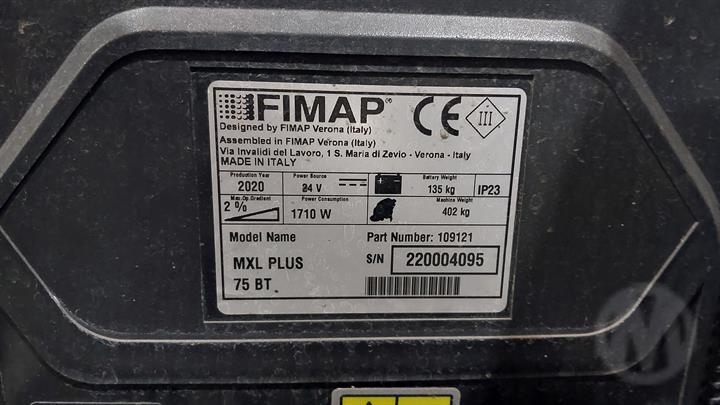 FIMAP®
CE
III
Designed by FIMAP Verona (Italy)
Assembled in FIMAP Verona (Italy)
Via Invalidi del Lavoro, 1 S. Maria di Zevio - Verona - Italy
MADE IN ITALY
Production Year Power Source Battery Weight
2020 24 V 135 kg IP23
Max.Op.Gradient Power Consumption Machine Weight
2 % 1710 W 402 kg
Model Name Part Number: 109121
MXL PLUS S/N 220004095
75 BT